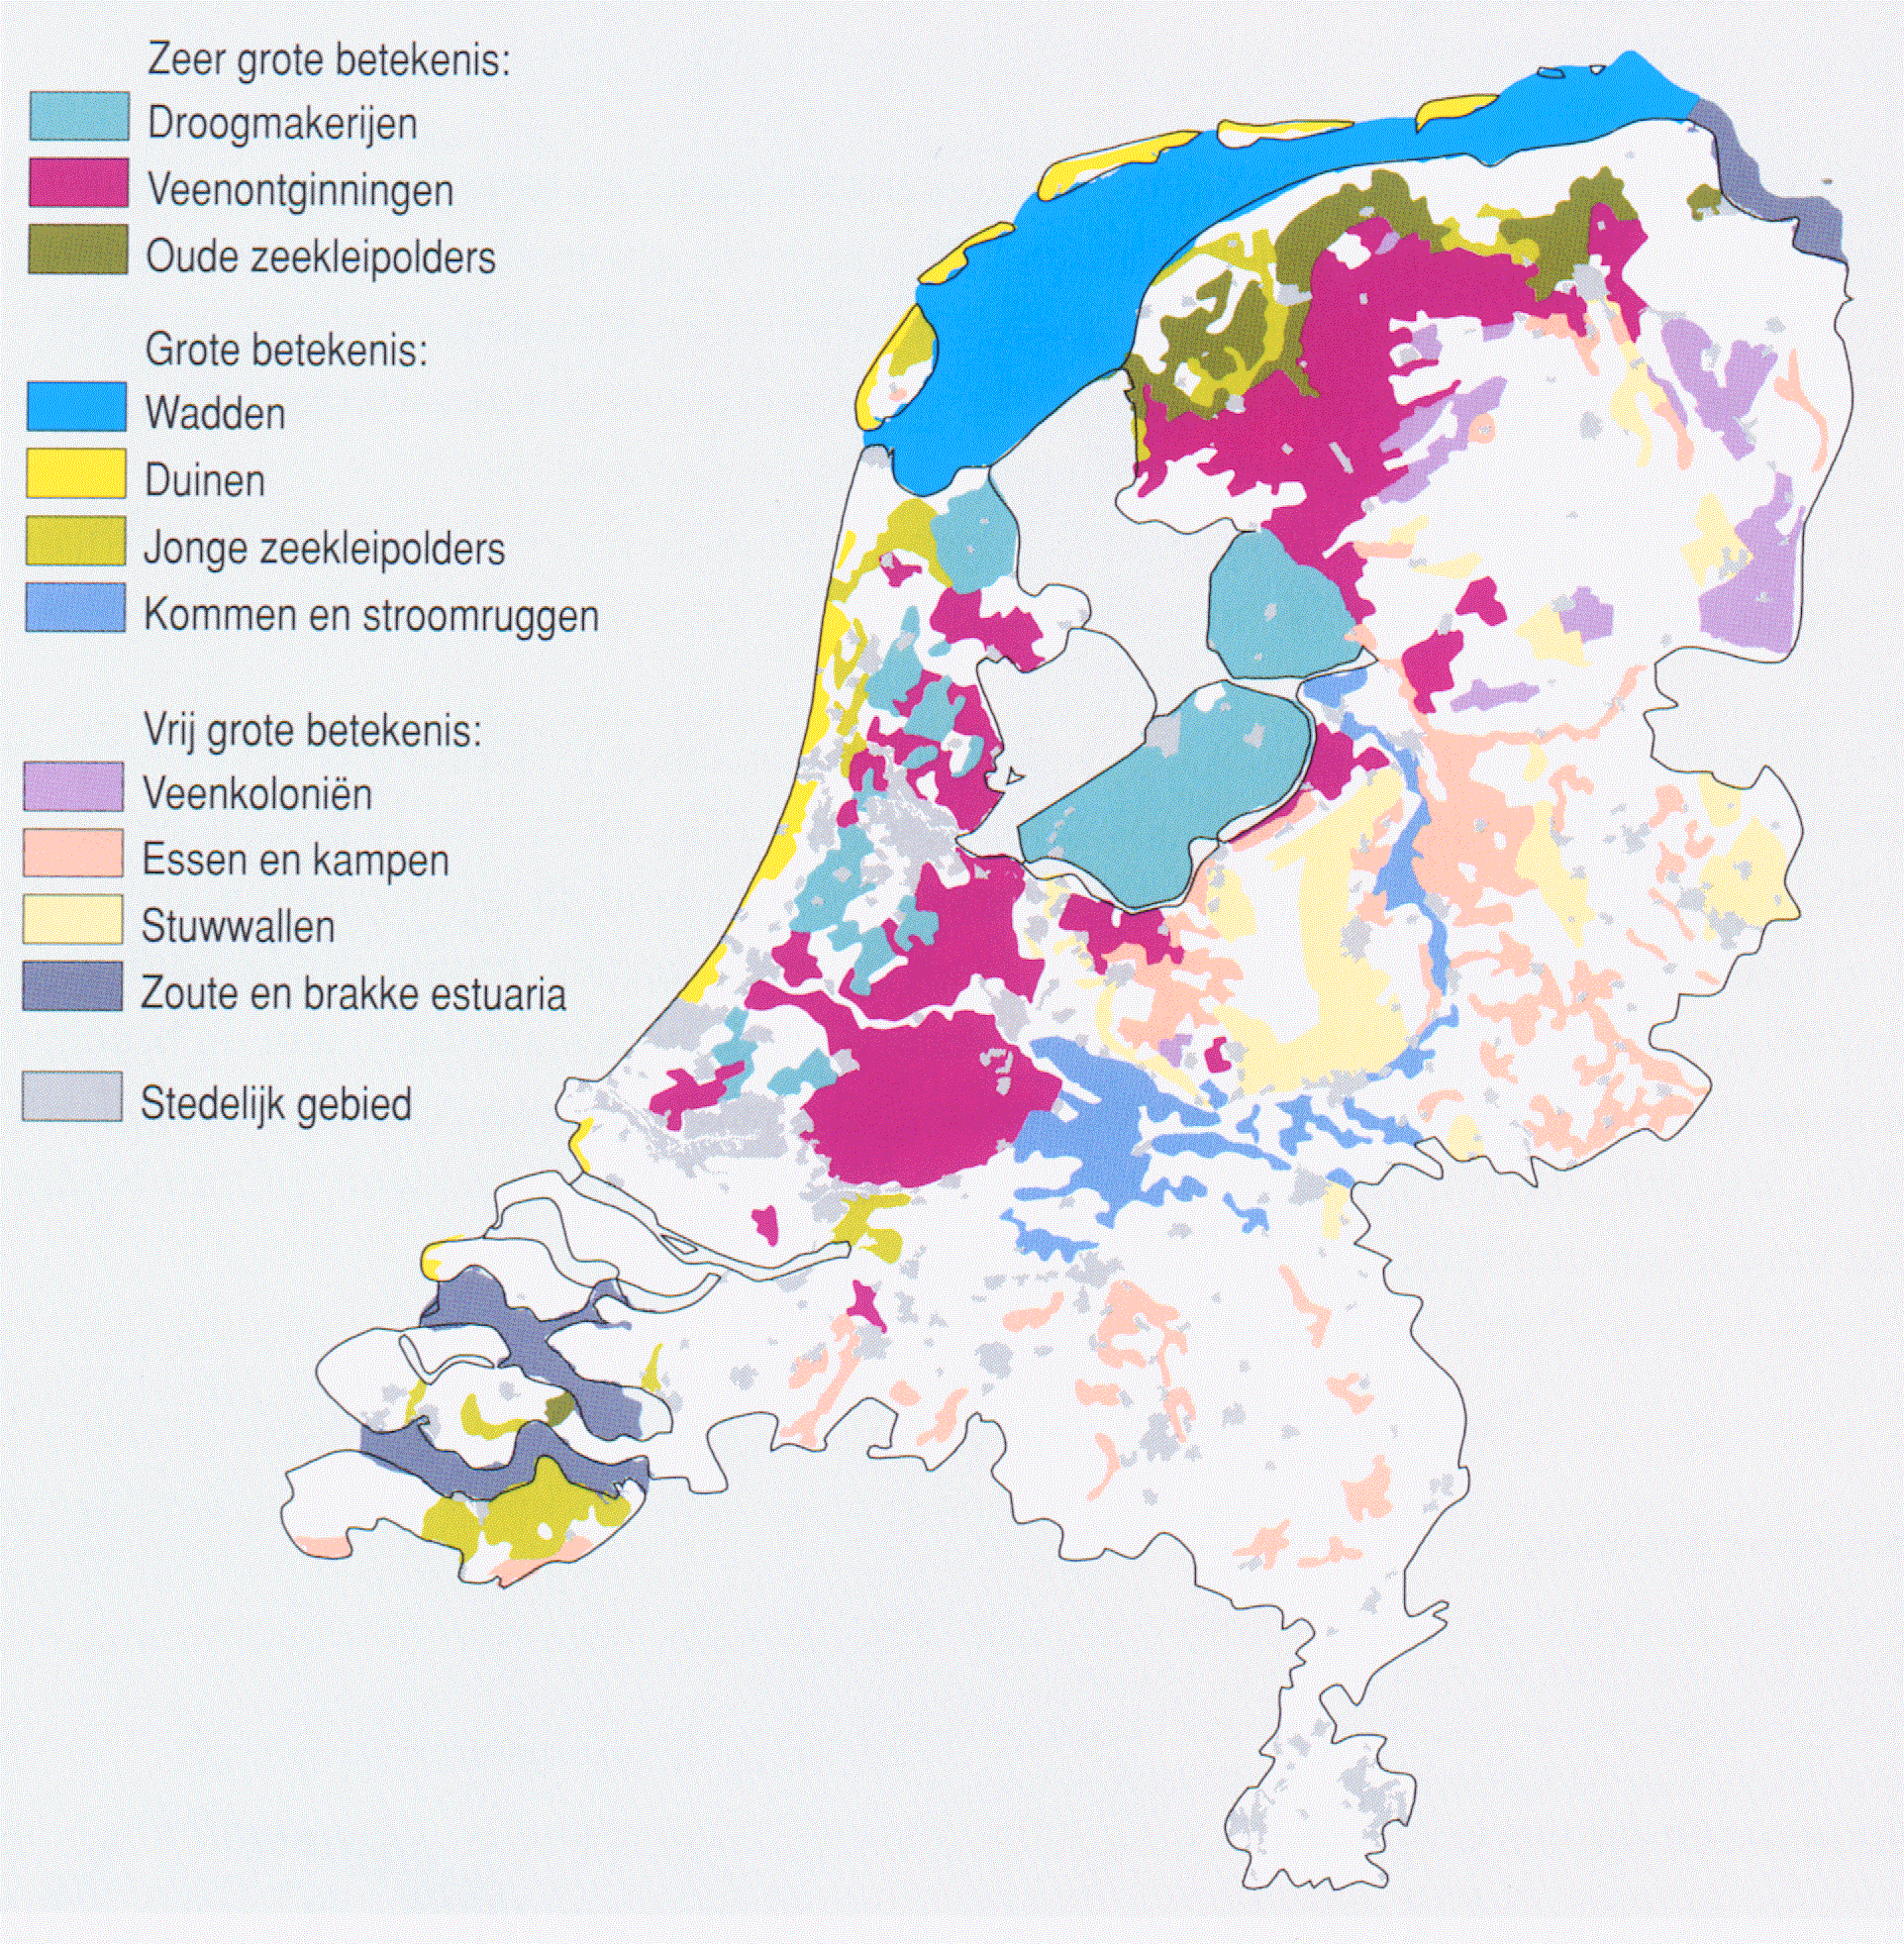 Zeer grote betekenis:
Droogmakerijen
Veenontginningen
Oude zeekleipolders
Grote betekenis:
Wadden
Duinen
Jonge zeekleipolders
Kommen en stroomruggen
Vrij grote betekenis:
Veenkoloniën
Essen en kampen
Stuwwallen
Zoute en brakke estuaria
Stedelijk gebied